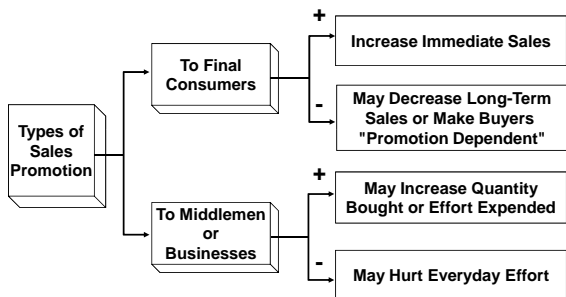 Types of
Sales
Promotion
To Final
Consumers
+
Increase Immediate Sales
-
May Decrease Long-Term
Sales or Make Buyers
"Promotion Dependent"
To Middlemen
or
Businesses
+
May Increase Quantity
Bought or Effort Expended
-
May Hurt Everyday Effort